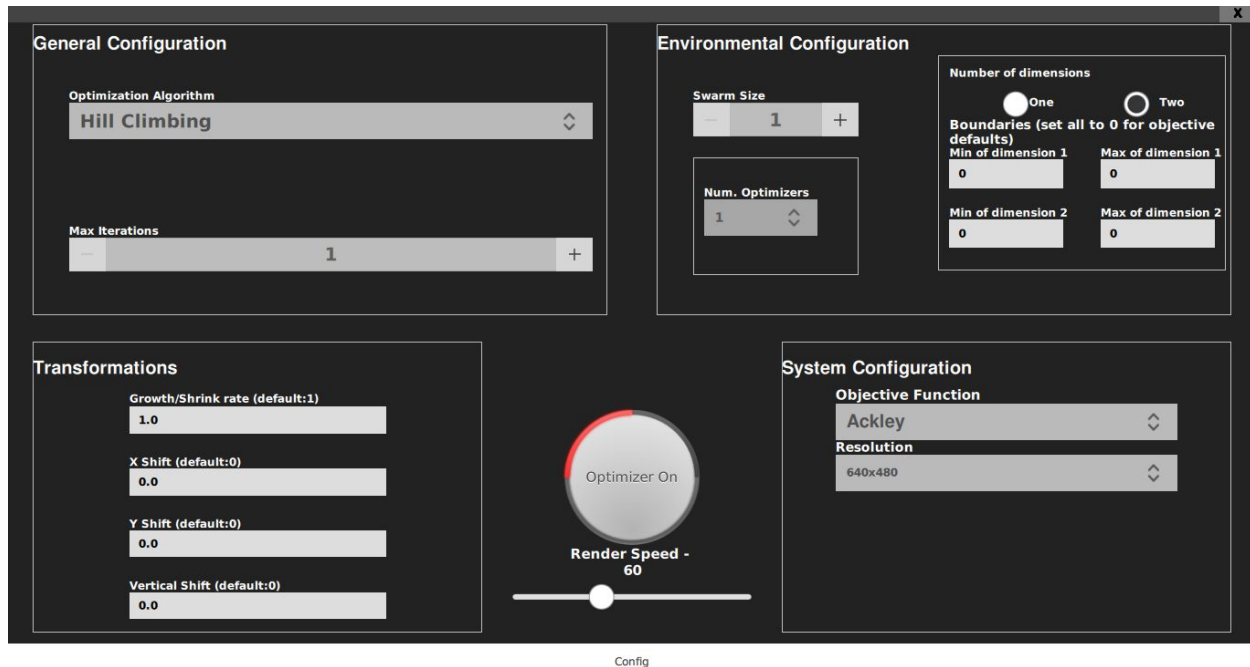 X
General Configuration
Optimization Algorithm
Hill Climbing
Max Iterations
− 1 +
Environmental Configuration
Swarm Size
− 1 +
Num. Optimizers
1
Number of dimensions
One Two
Boundaries (set all to 0 for objective
defaults)
Min of dimension 1 Max of dimension 1
0 0
Min of dimension 2 Max of dimension 2
0 0
Transformations
Growth/Shrink rate (default:1)
1.0
X Shift (default:0)
0.0
Y Shift (default:0)
0.0
Vertical Shift (default:0)
0.0
Optimizer On
Render Speed -
60
System Configuration
Objective Function
Ackley
Resolution
640x480
Config